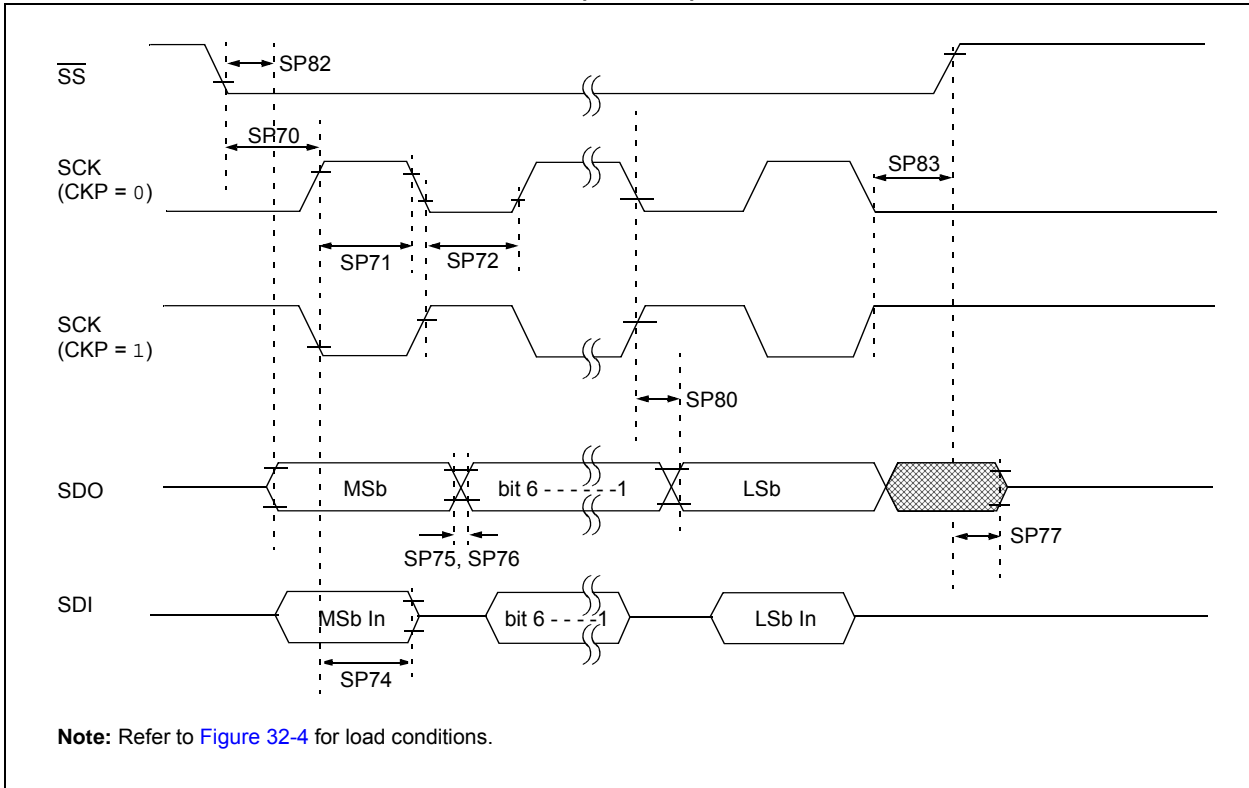 SS
SP82
SP70
SCK
(CKP = 0)
SP83
SP71
SP72
SCK
(CKP = 1)
SP80
SDO
MSb
bit 6 - - - - - -1
LSb
SP77
SP75, SP76
SDI
MSb In
bit 6 - - - -1
LSb In
SP74
Note: Refer to Figure 32-4 for load conditions.